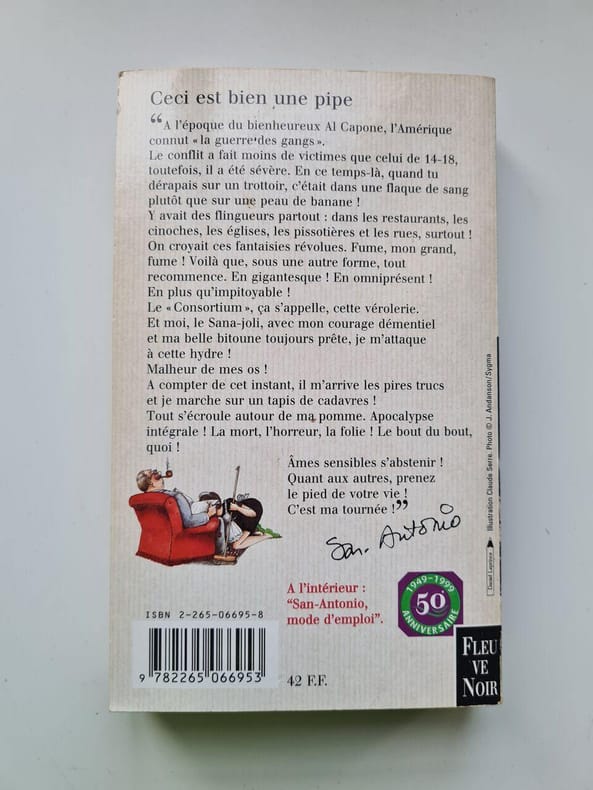 Ceci est bien une pipe
“A l'époque du bienheureux Al Capone, l'Amérique
connut « la guerre des gangs ».
Le conflit a fait moins de victimes que celui de 14-18,
toutefois, il a été sévère. En ce temps-là, quand tu
dérapais sur un trottoir, c'était dans une flaque de sang
plutôt que sur une peau de banane !
Y avait des flingueurs partout : dans les restaurants, les
cinoches, les églises, les pissotières et les rues, surtout !
On croyait ces fantaisies révolues. Fume, mon grand,
fume ! Voilà que, sous une autre forme, tout
recommence. En gigantesque ! En omniprésent !
En plus qu'impitoyable !
Le « Consortium », ça s'appelle, cette vérolerie.
Et moi, le Sana-joli, avec mon courage démentiel
et ma belle bitoune toujours prête, je m'attaque
à cette hydre !
Malheur de mes os !
A compter de cet instant, il m'arrive les pires trucs
et je marche sur un tapis de cadavres !
Tout s'écroule autour de ma pomme. Apocalypse
intégrale ! La mort, l'horreur, la folie ! Le bout du bout,
quoi !
Âmes sensibles s'abstenir !
Quant aux autres, prenez
le pied de votre vie !
C'est ma tournée !”
San-Antonio
A l'intérieur :
“San-Antonio,
mode d'emploi”.
1949-1999
50
ANNIVERSAIRE
ISBN 2-265-06695-8
9 782265 066953
42 F.F.
FLEU
VE
NOIR
Illustration Claude Serre. Photo © J. Andanson/Sygma